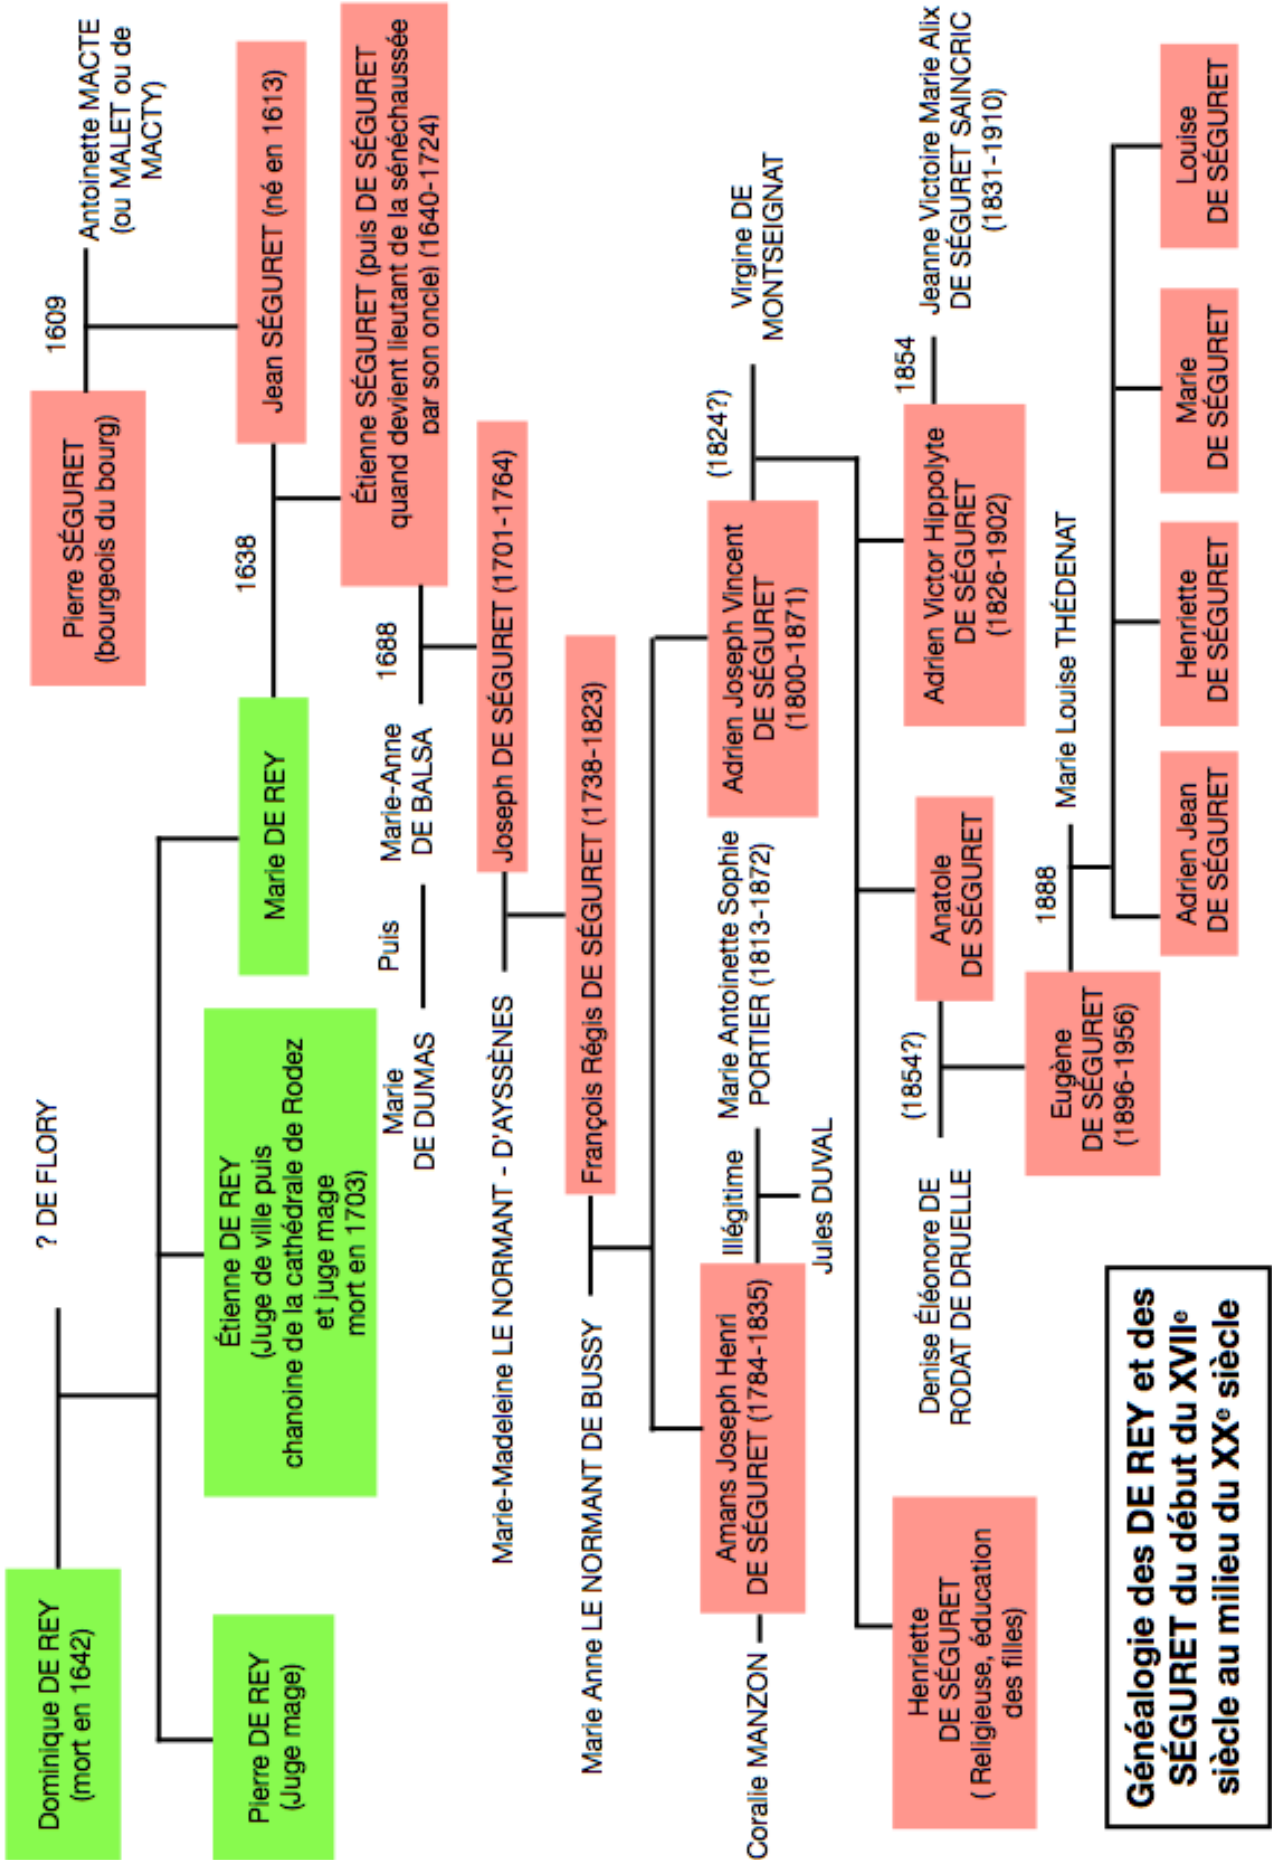 Dominique DE REY
(mort en 1642)
? DE FLORY
Pierre SÉGURET
(bourgeois du bourg)
1609
Antoinette MACTE
(ou MALET ou de
MACTY)
Pierre DE REY
(Juge mage)
Étienne DE REY
(Juge de ville puis
chanoine de la cathédrale de Rodez
et juge mage
mort en 1703)
Marie DE REY
1638
Jean SÉGURET (né en 1613)
Marie
DE DUMAS
Puis
Marie-Anne
DE BALSA
1688
Étienne SÉGURET (puis DE SÉGURET
quand devient lieutant de la sénéchaussée
par son oncle) (1640-1724)
Marie-Madeleine LE NORMANT - D'AYSSÈNES
Joseph DE SÉGURET (1701-1764)
Marie Anne LE NORMANT DE BUSSY
François Régis DE SÉGURET (1738-1823)
Coralie MANZON
Amans Joseph Henri
DE SÉGURET (1784-1835)
Illégitime
Marie Antoinette Sophie
PORTIER (1813-1872)
Jules DUVAL
Adrien Joseph Vincent
DE SÉGURET
(1800-1871)
(1824?)
Virgine DE
MONTSEIGNAT
Henriette
DE SÉGURET
( Religieuse, éducation
des filles)
Denise Éléonore DE
RODAT DE DRUELLE
(1854?)
Anatole
DE SÉGURET
Adrien Victor Hippolyte
DE SÉGURET
(1826-1902)
1854
Jeanne Victoire Marie Alix
DE SÉGURET SAINCRIC
(1831-1910)
Eugène
DE SÉGURET
(1896-1956)
1888
Marie Louise THÉDENAT
Adrien Jean
DE SÉGURET
Henriette
DE SÉGURET
Marie
DE SÉGURET
Louise
DE SÉGURET
Généalogie des DE REY et des
SÉGURET du début du XVIIe
siècle au milieu du XXe siècle